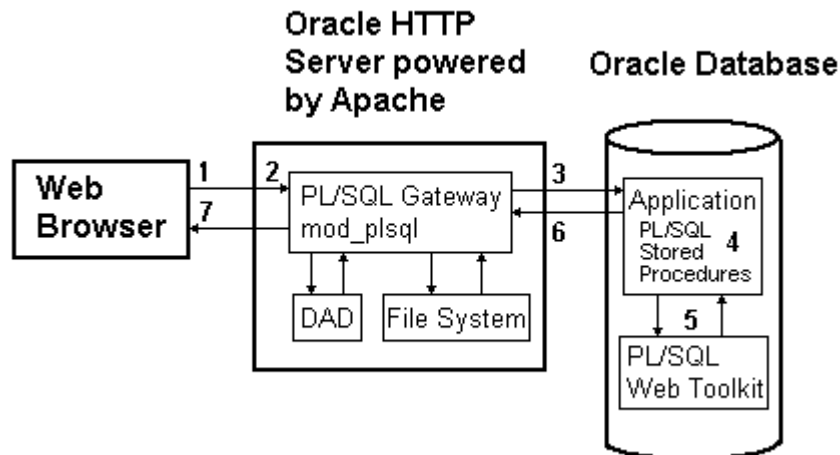 Oracle HTTP
Server powered
by Apache
Oracle Database
Web
Browser
1
2
7
PL/SQL Gateway
mod_plsql
DAD
File System
3
6
Application
PL/SQL
Stored
Procedures
4
5
PL/SQL
Web Toolkit